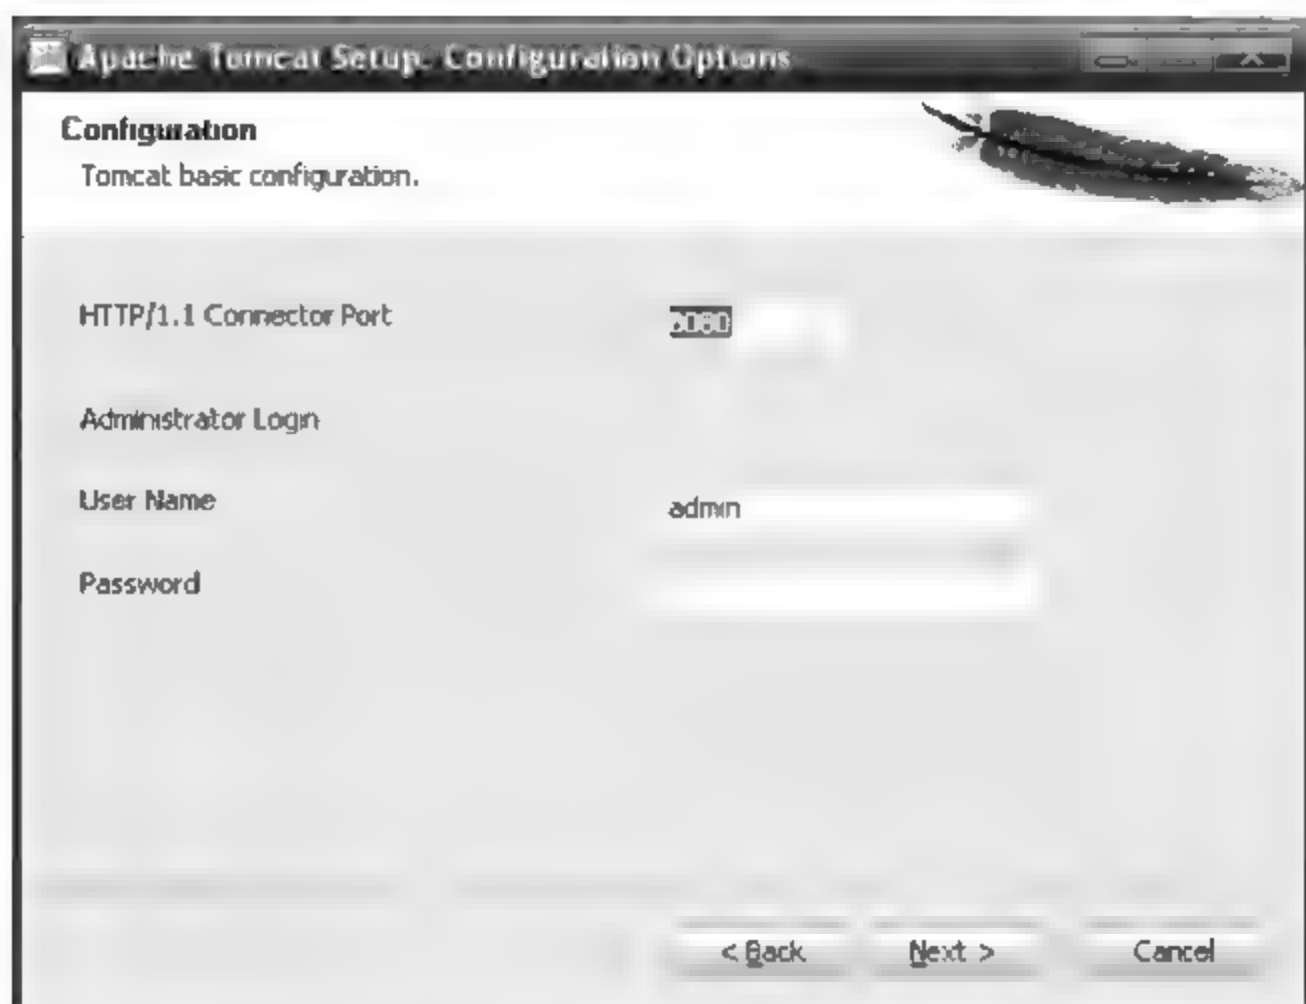 Apache Tomcat Setup: Configuration Options
Configuration
Tomcat basic configuration.
HTTP/1.1 Connector Port
8080
Administrator Login
User Name
admin
Password
< Back
Next >
Cancel